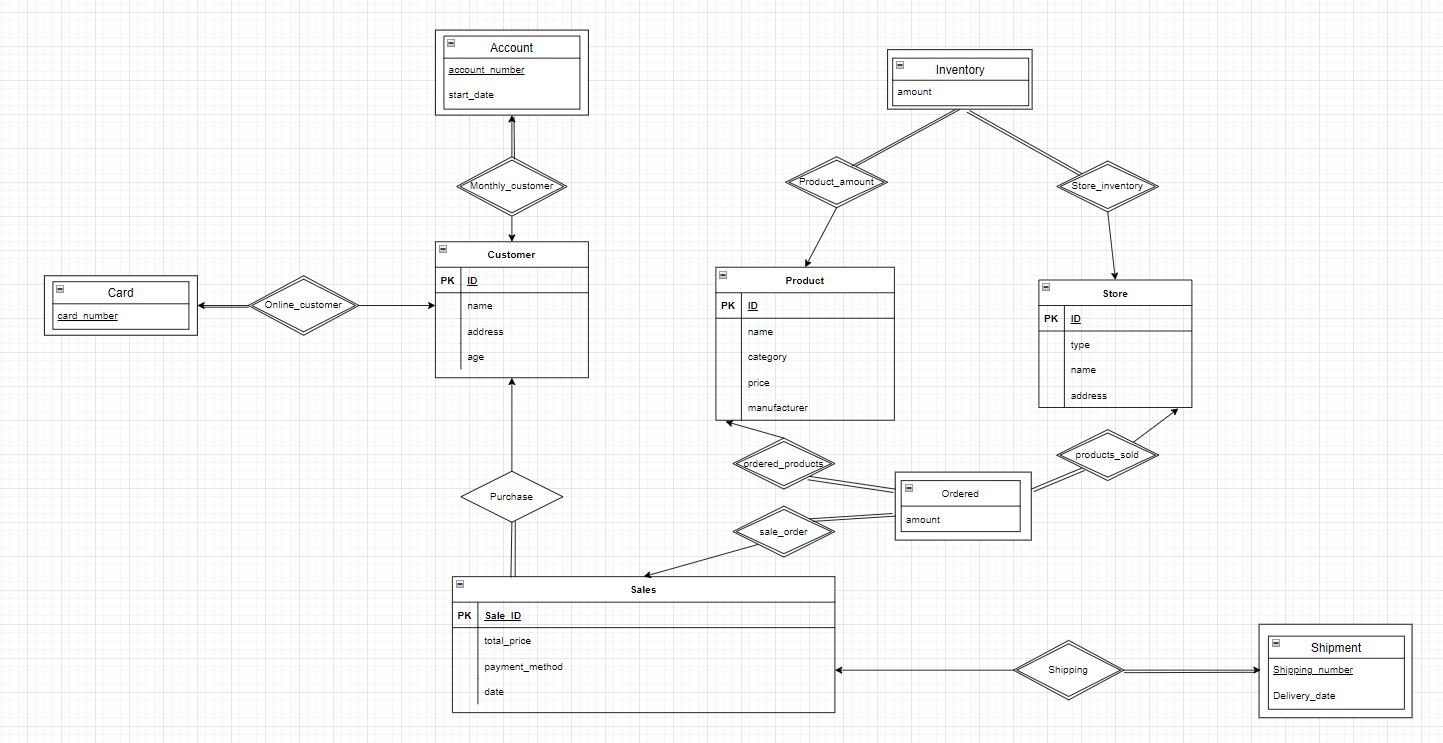 Account
account_number
start_date
Inventory
amount
Monthly_customer
Product_amount
Store_inventory
Customer
PK ID
name
address
age
Card
card_number
Online_customer
Product
PK ID
name
category
price
manufacturer
Store
PK ID
type
name
address
ordered_products
products_sold
Purchase
Ordered
amount
sale_order
Sales
PK Sale_ID
total_price
payment_method
date
Shipping
Shipment
Shipping_number
Delivery_date